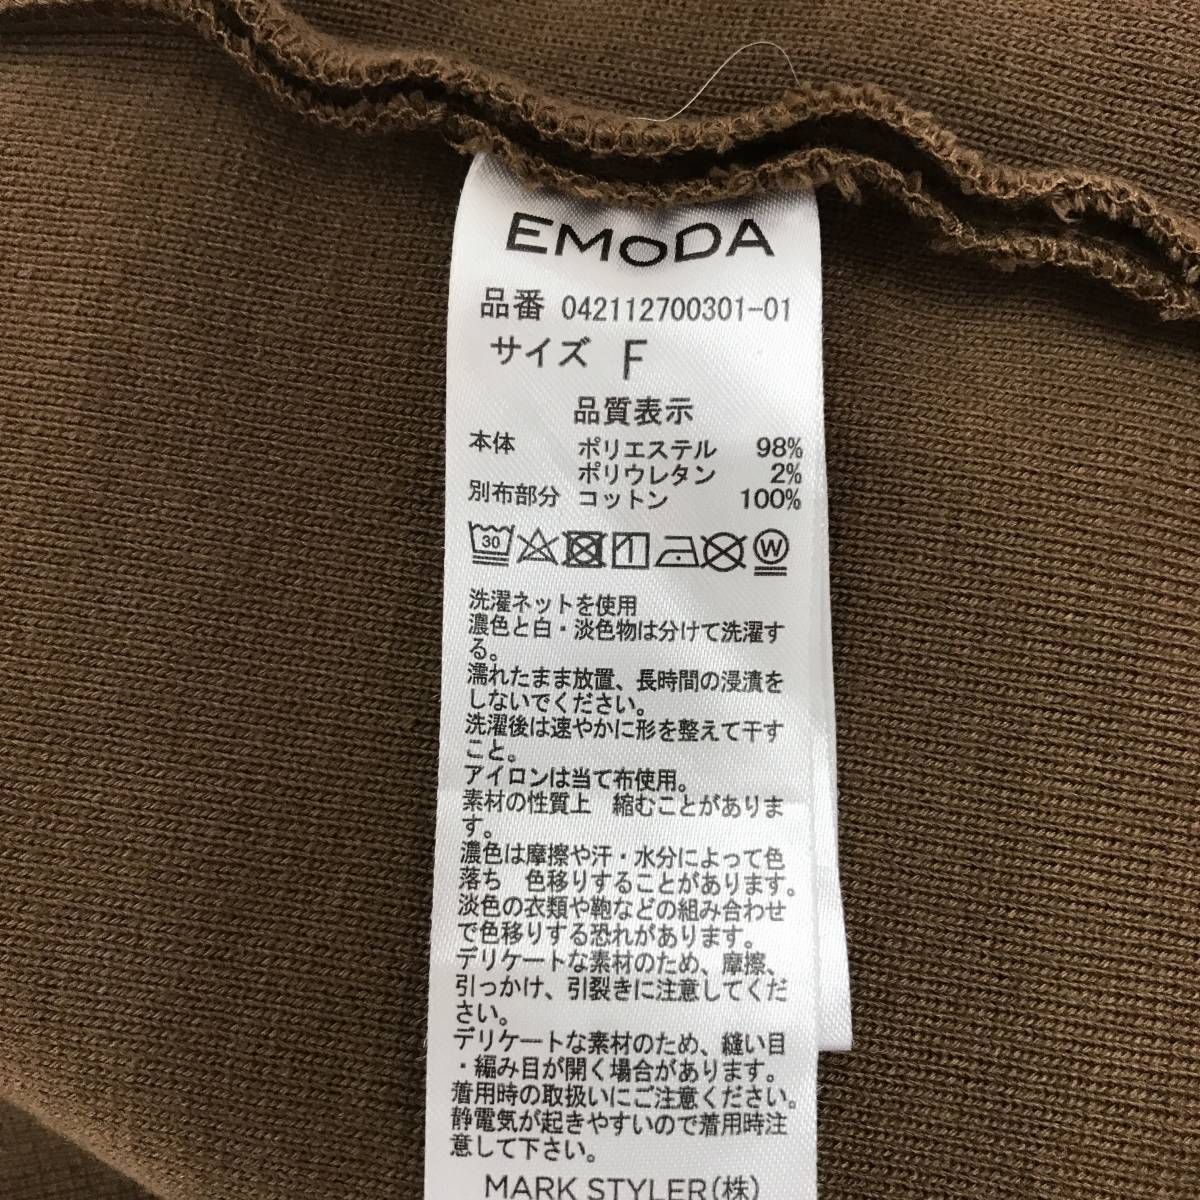 EMODA
品番 042112700301-01
サイズ F
品質表示
本体 ポリエステル 98%
ポリウレタン 2%
別布部分 コットン 100%
30 1 W
洗濯ネットを使用
濃色と白・淡色物は分けて洗濯す
る。
濡れたまま放置、長時間の浸漬を
しないでください。
洗濯後は速やかに形を整えて干す
こと。
アイロンは当て布使用。
素材の性質上 縮むことがありま
す。
濃色は摩擦や汗・水分によって色
落ち 色移りすることがあります。
淡色の衣類や鞄などの組み合わせ
で色移りする恐れがあります。
デリケートな素材のため、摩擦、
引っかけ、引裂きに注意してくだ
さい。
デリケートな素材のため、縫い目
・編み目が開く場合があります。
着用時の取扱いにご注意ください。
静電気が起きやすいので着用時注
意して下さい。
MARK STYLER(株)